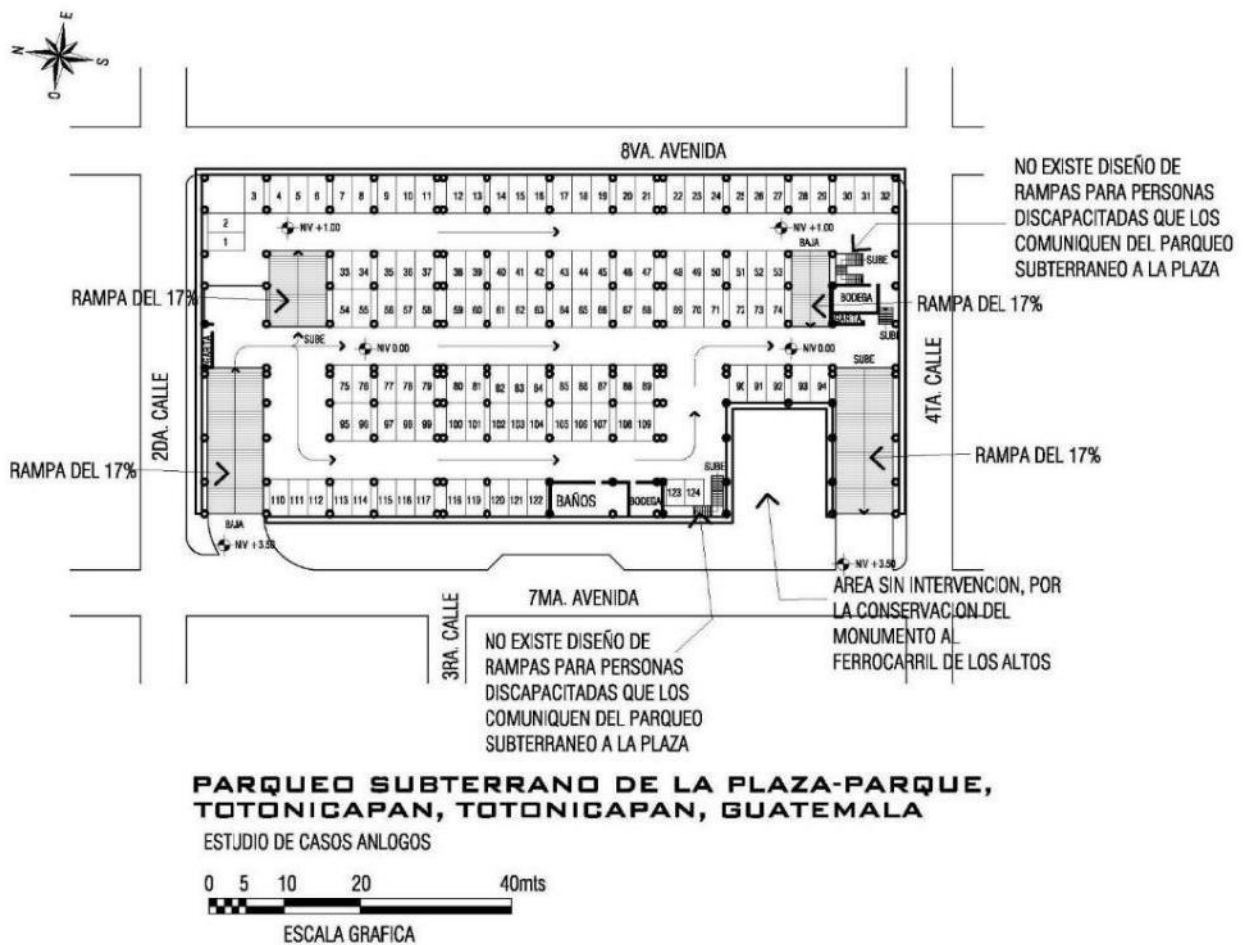 E
N
S
O
8VA. AVENIDA
NO EXISTE DISEÑO DE
RAMPAS PARA PERSONAS
DISCAPACITADAS QUE LOS
COMUNIQUEN DEL PARQUEO
SUBTERRANEO A LA PLAZA
3 4 5 6 7 8 9 10 11 12 13 14 15 16 17 18 19 20 21 22 23 24 25 26 27 28 29 30 31 32
2
1
NIV +1.00
NIV +1.00
BAJA
SUBE
33 34 35 36 37 38 39 40 41 42 43 44 45 46 47 48 49 50 51 52 53
RAMPA DEL 17%
BODEGA
RAMPA DEL 17%
54 55 56 57 58 59 60 61 62 63 64 65 66 67 68 69 70 71 72 73 74
GARITA
SUBE
SUBE
GARITA
NIV 0.00
NIV 0.00
SUBE
2DA. CALLE
4TA. CALLE
75 76 77 78 79 80 81 82 83 84 85 86 87 88 89 90 91 92 93 94
95 96 97 98 99 100 101 102 103 104 105 106 107 108 109
RAMPA DEL 17%
RAMPA DEL 17%
SUBE
110 111 112 113 114 115 116 117 118 119 120 121 122
BAÑOS
BODEGA
123 124
BAJA
NIV +3.50
NIV +3.50
7MA. AVENIDA
3RA. CALLE
AREA SIN INTERVENCION, POR
LA CONSERVACION DEL
MONUMENTO AL
FERROCARRIL DE LOS ALTOS
NO EXISTE DISEÑO DE
RAMPAS PARA PERSONAS
DISCAPACITADAS QUE LOS
COMUNIQUEN DEL PARQUEO
SUBTERRANEO A LA PLAZA
PARQUEO SUBTERRANO DE LA PLAZA-PARQUE,
TOTONICAPAN, TOTONICAPAN, GUATEMALA
ESTUDIO DE CASOS ANLOGOS
0 5 10 20 40mts
ESCALA GRAFICA